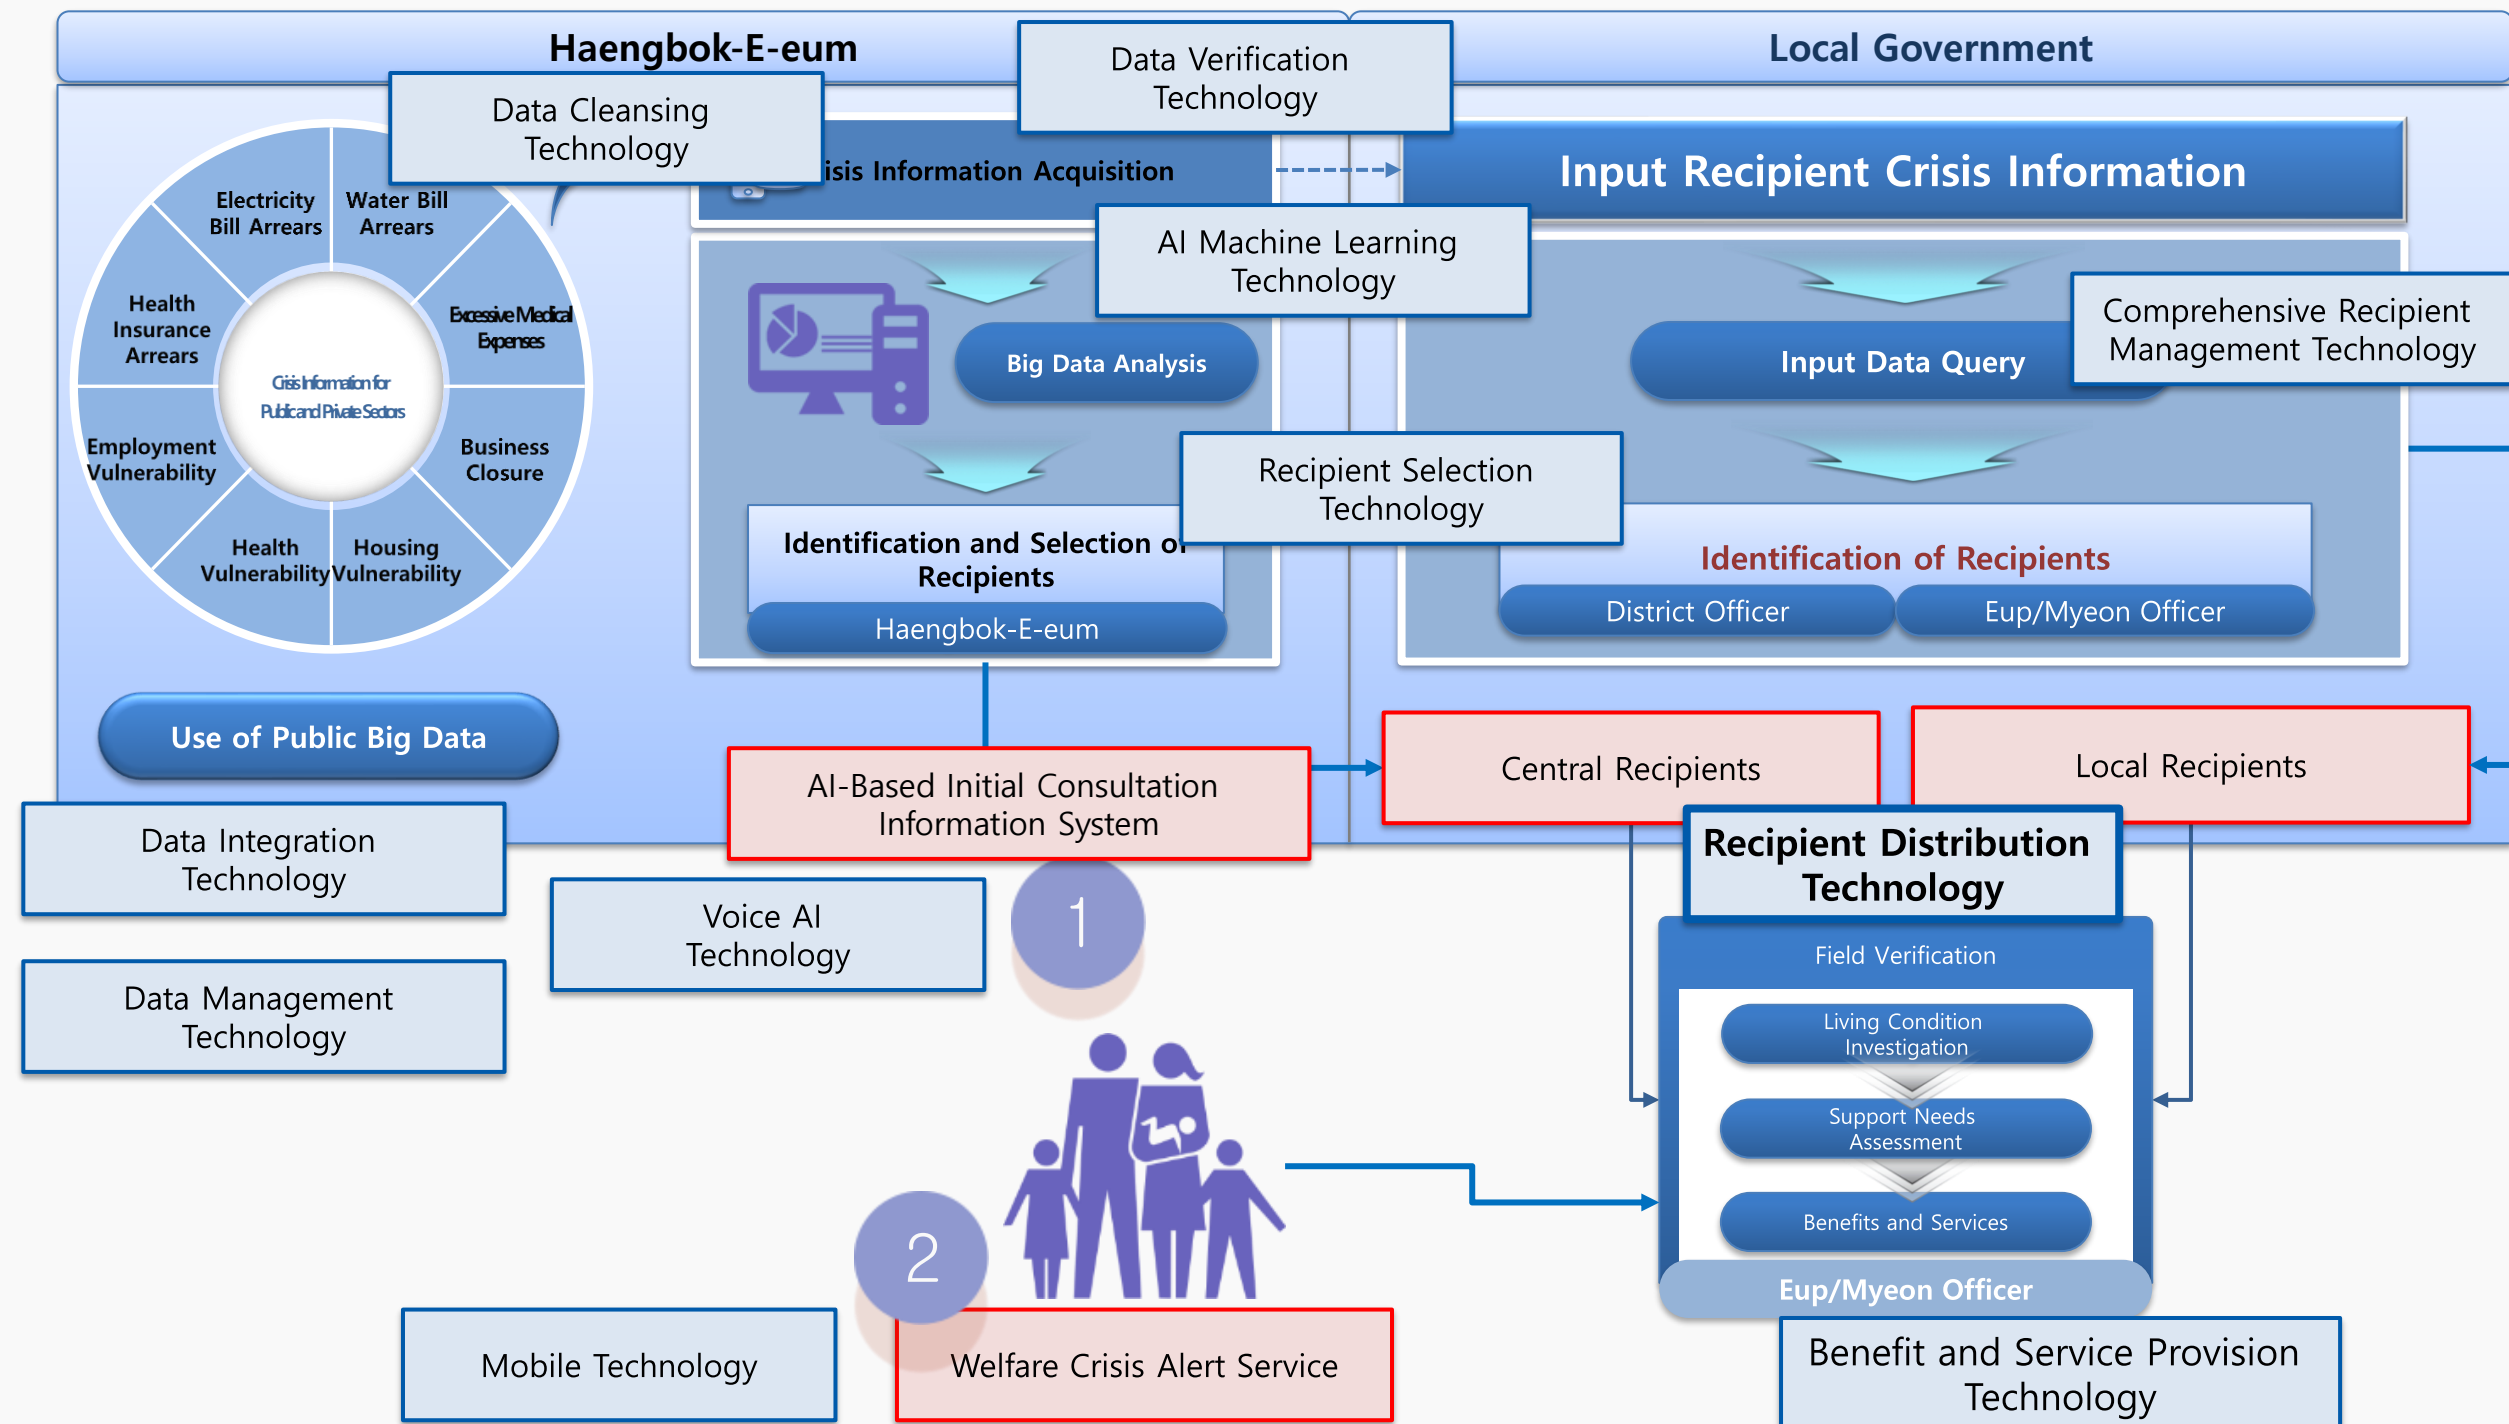 Haengbok-E-eum
Local Government
Data Verification
Technology
Data Cleansing
Technology
isis Information Acquisition
Input Recipient Crisis Information
Electricity
Bill Arrears
Water Bill
Arrears
Health
Insurance
Arrears
Excessive Medical
Expenses
Crisis Information for
Public and Private Sectors
Employment
Vulnerability
Business
Closure
Health
Vulnerability
Housing
Vulnerability
Use of Public Big Data
AI Machine Learning
Technology
Big Data Analysis
Input Data Query
Comprehensive Recipient
Management Technology
Recipient Selection
Technology
Identification and Selection of
Recipients
Haengbok-E-eum
Identification of Recipients
District Officer
Eup/Myeon Officer
AI-Based Initial Consultation
Information System
Central Recipients
Local Recipients
Data Integration
Technology
Data Management
Technology
Voice AI
Technology
1
Recipient Distribution
Technology
Field Verification
Living Condition
Investigation
Support Needs
Assessment
Benefits and Services
Eup/Myeon Officer
2
Mobile Technology
Welfare Crisis Alert Service
Benefit and Service Provision
Technology